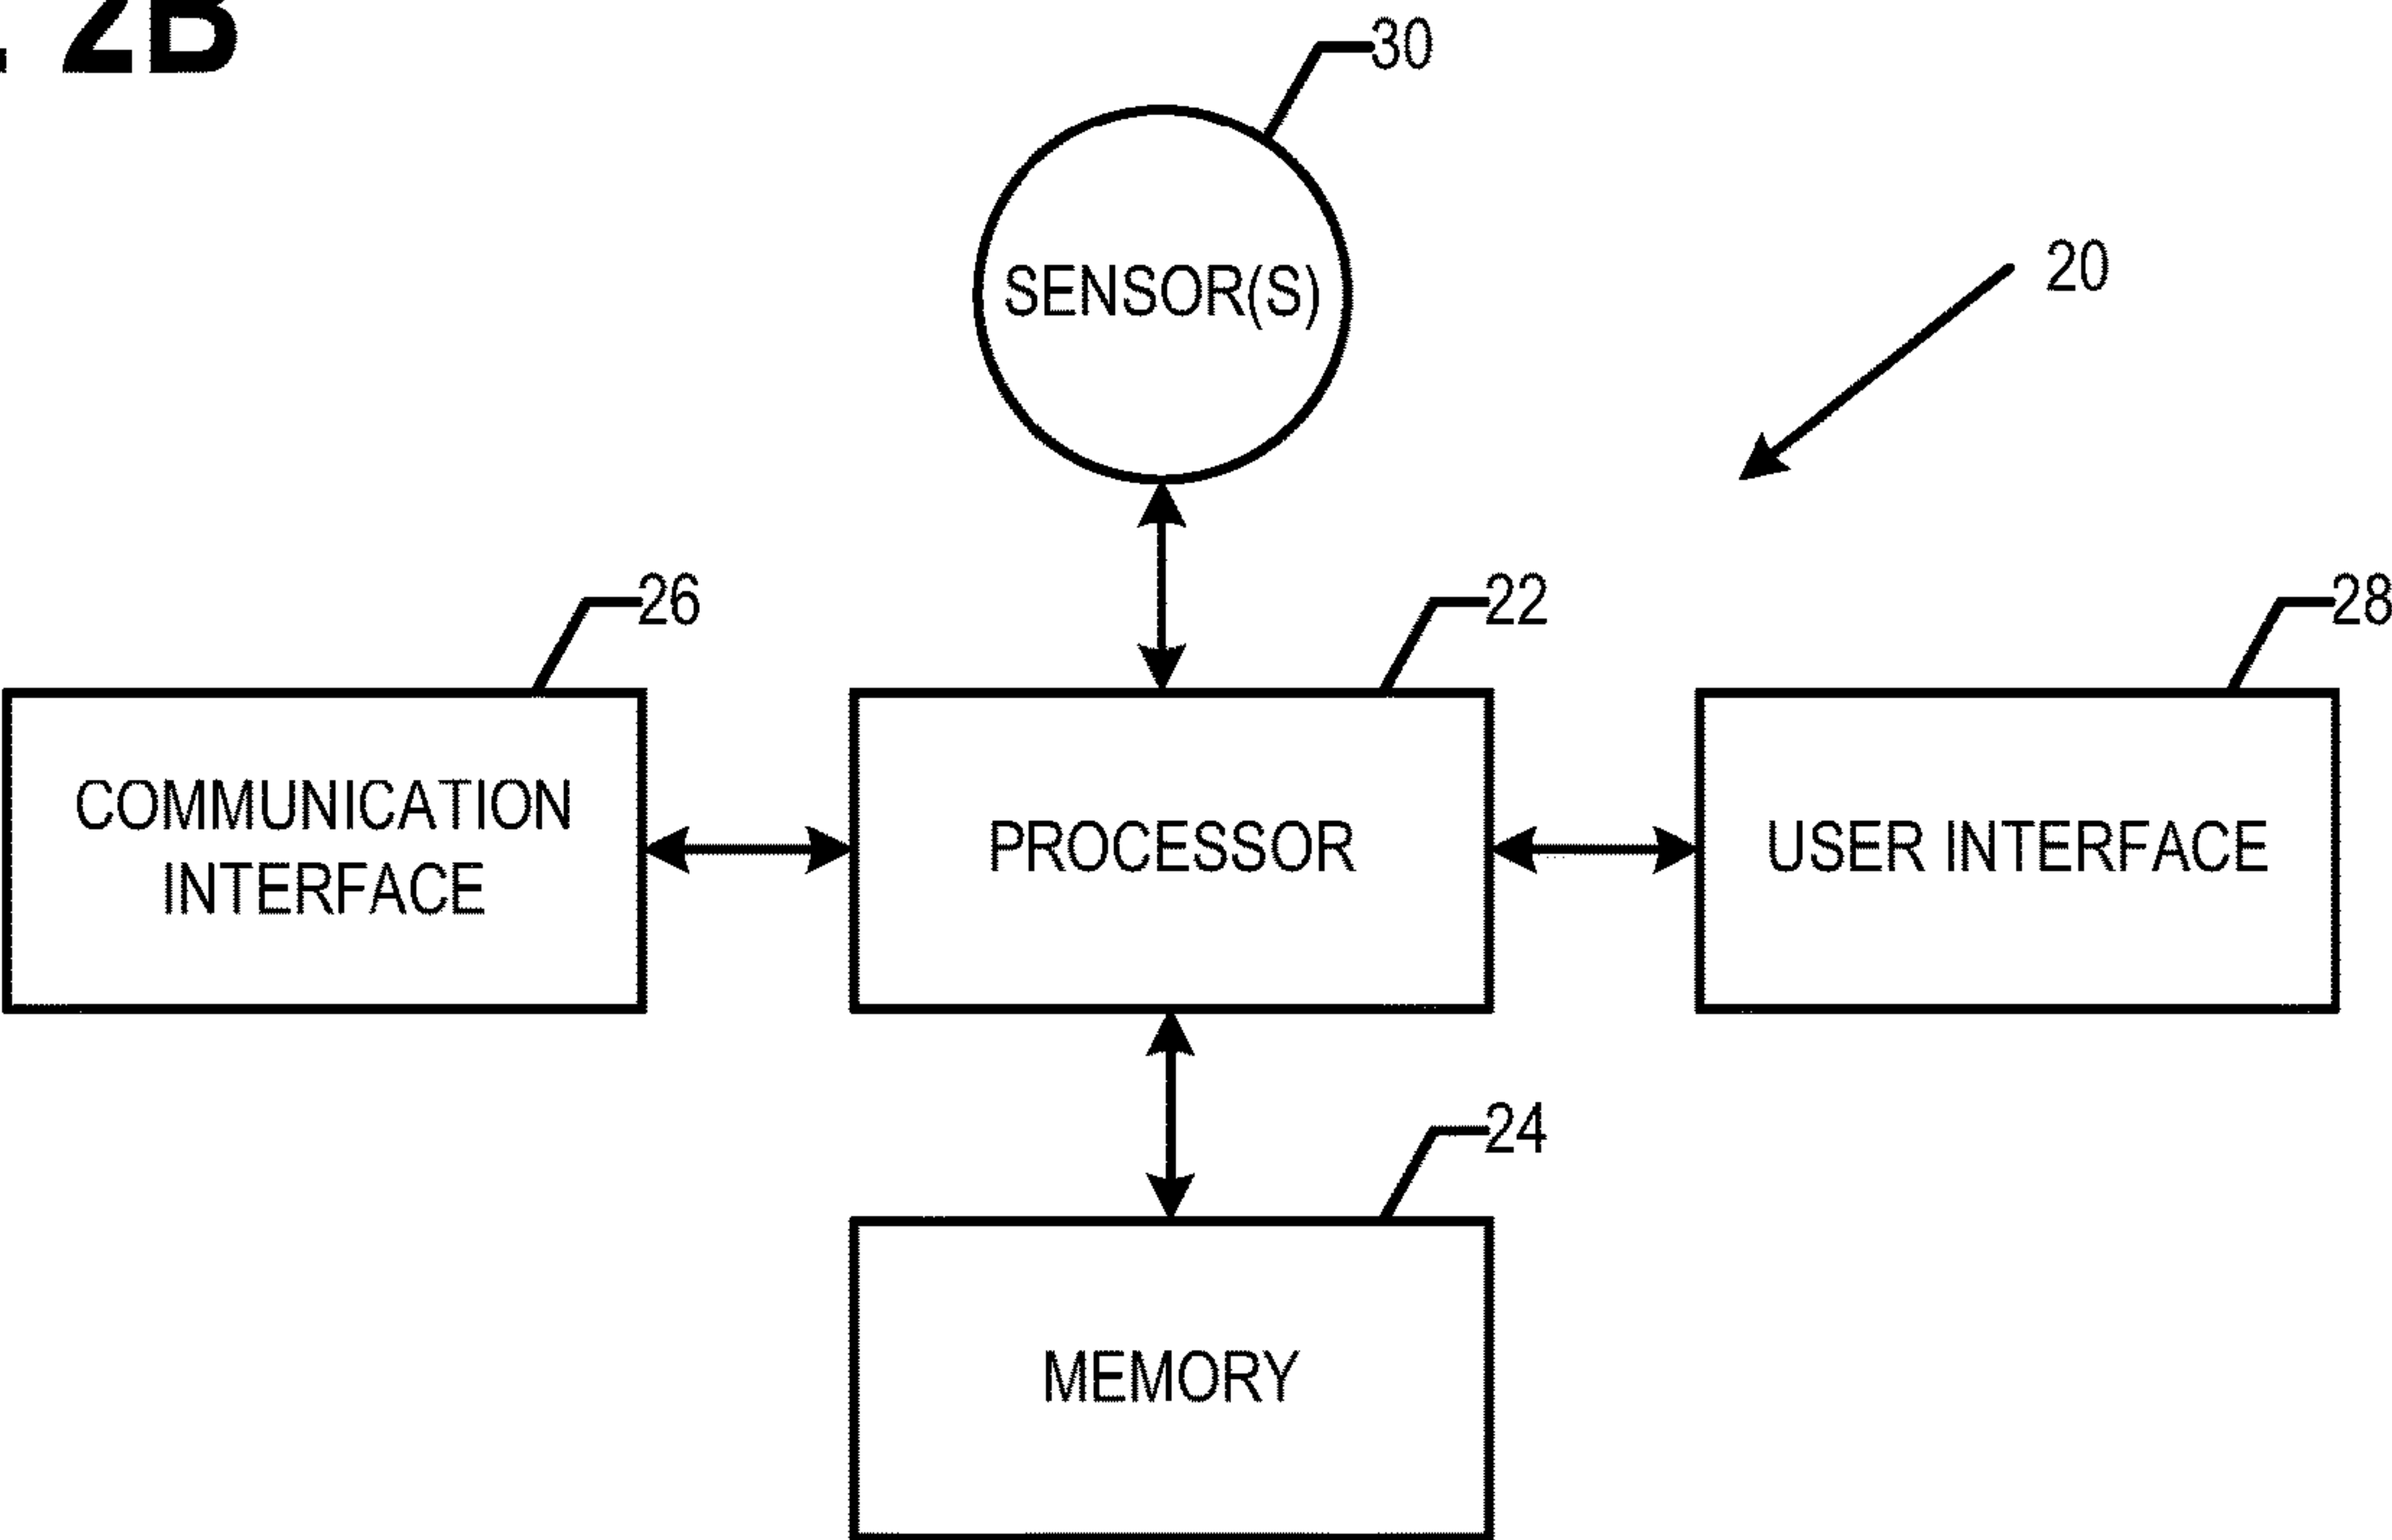 . 2B
30
SENSOR(S)
20
26
22
28
COMMUNICATION
INTERFACE
PROCESSOR
USER INTERFACE
24
MEMORY